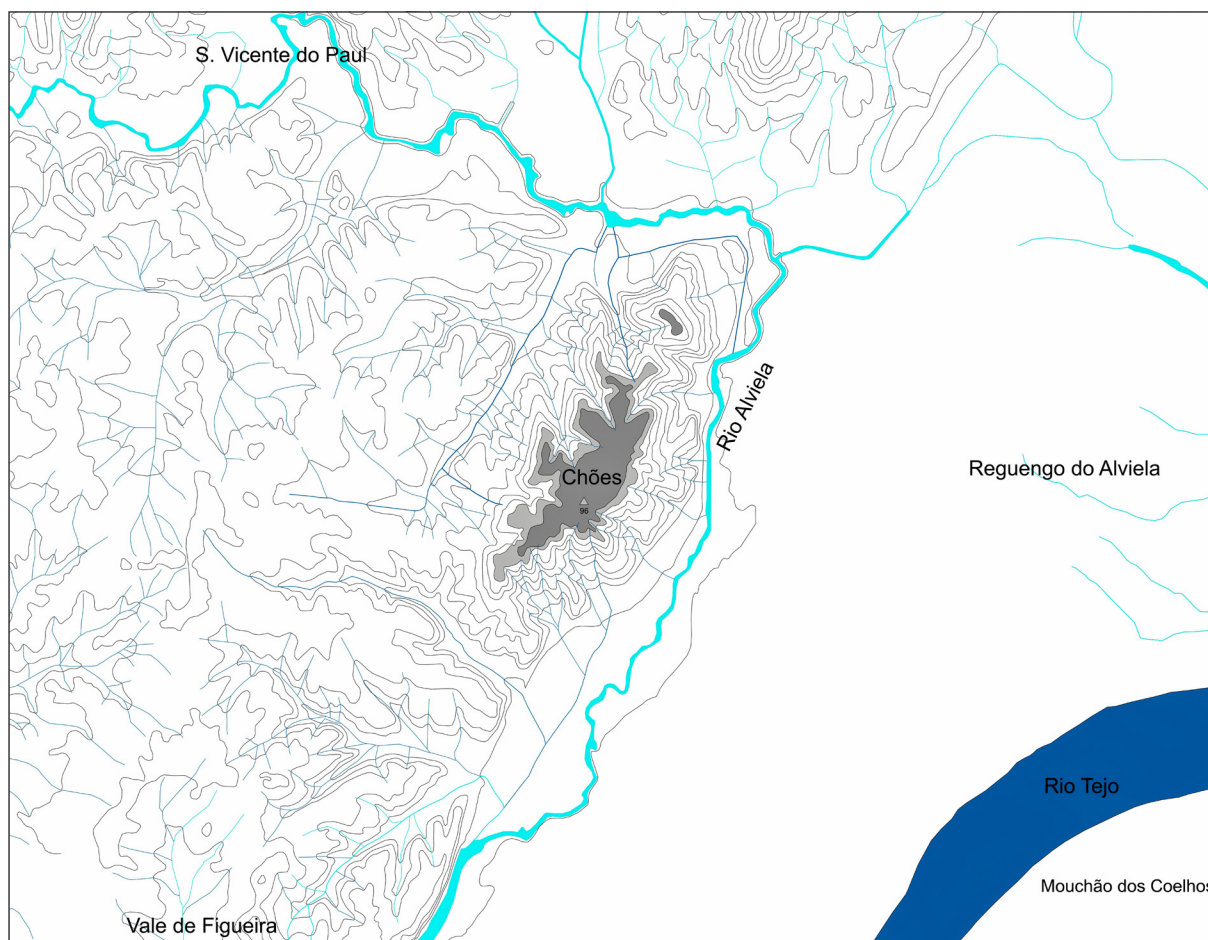 S. Vicente do Paul
Rio Alviela
Chões
96
Reguengo do Alviela
Rio Tejo
Mouchão dos Coelhos
Vale de Figueira